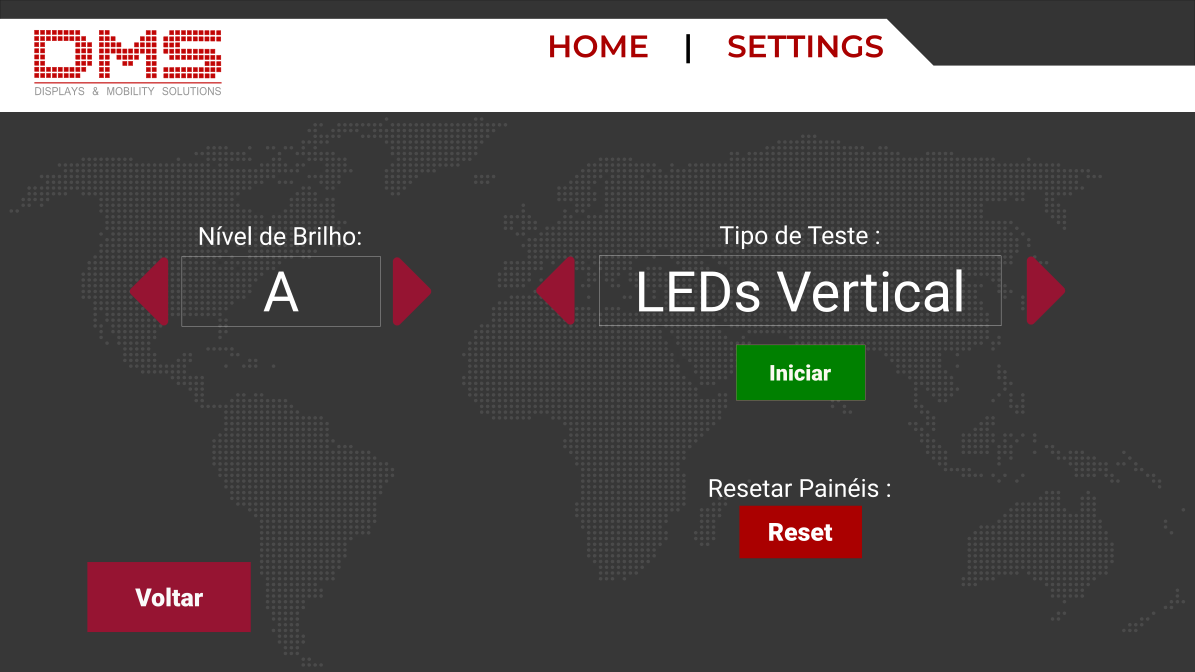 DMS
DISPLAYS & MOBILITY SOLUTIONS
HOME | SETTINGS
Nível de Brilho:
A
Tipo de Teste :
LEDs Vertical
Iniciar
Resetar Painéis :
Reset
Voltar